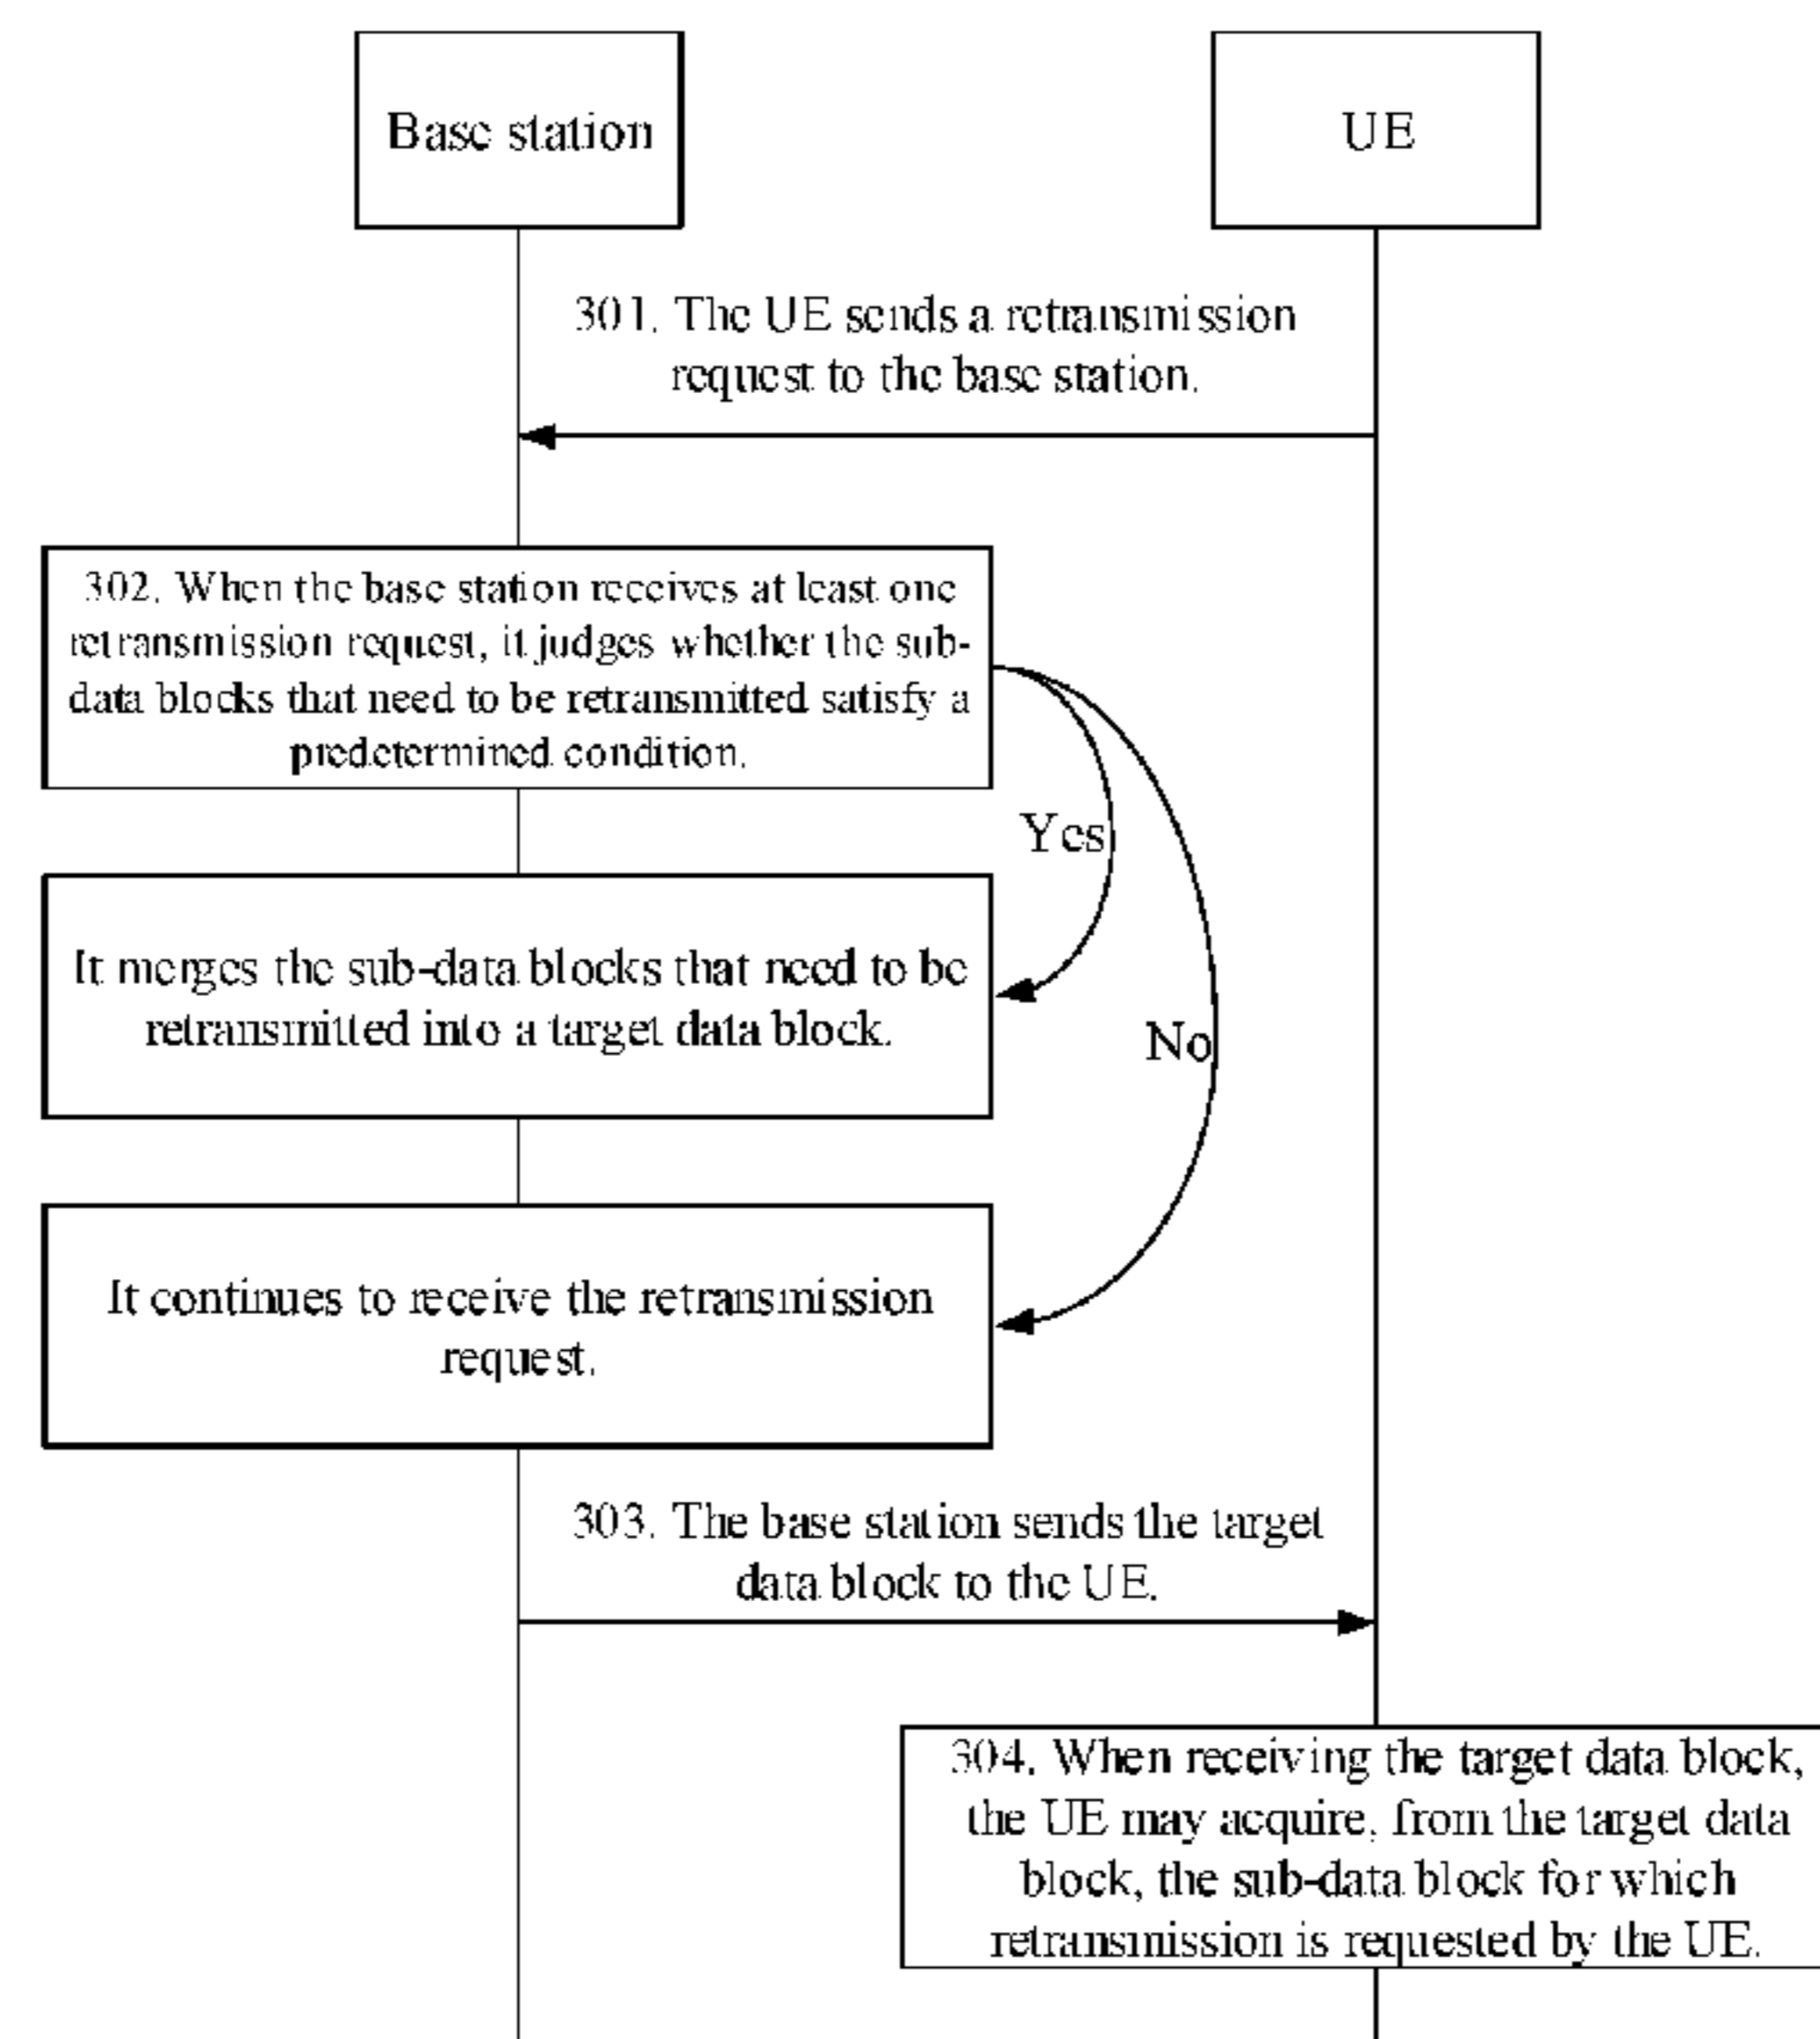 Base station
UE
301. The UE sends a retransmission
request to the base station.
302. When the base station receives at least one
retransmission request, it judges whether the sub-
data blocks that need to be retransmitted satisfy a
predetermined condition.
Yes
It merges the sub-data blocks that need to be
retransmitted into a target data block.
No
It continues to receive the retransmission
request.
303. The base station sends the target
data block to the UE.
304. When receiving the target data block,
the UE may acquire, from the target data
block, the sub-data block for which
retransmission is requested by the UE.